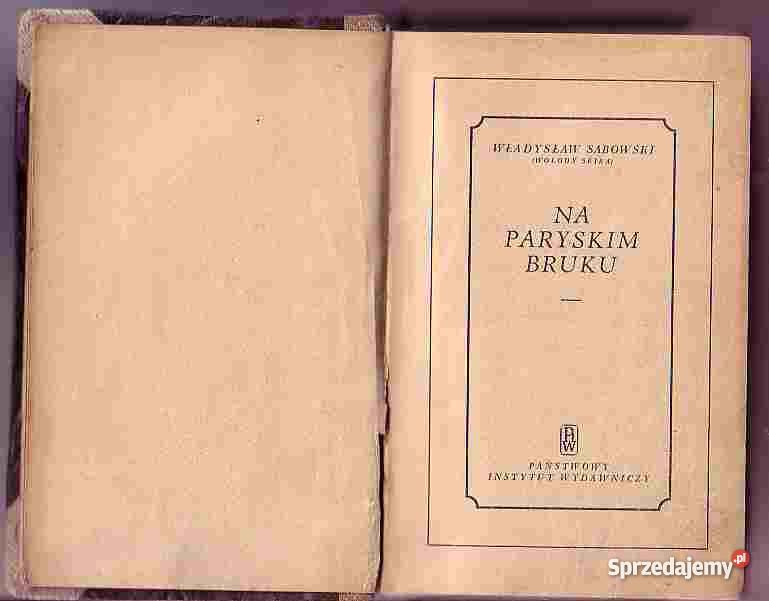 WŁADYSŁAW SABOWSKI
(WOŁODY SKIBA)
NA
PARYSKIM
BRUKU
PIW
PAŃSTWOWY
INSTYTUT WYDAWNICZY
Sprzedajemy.pl